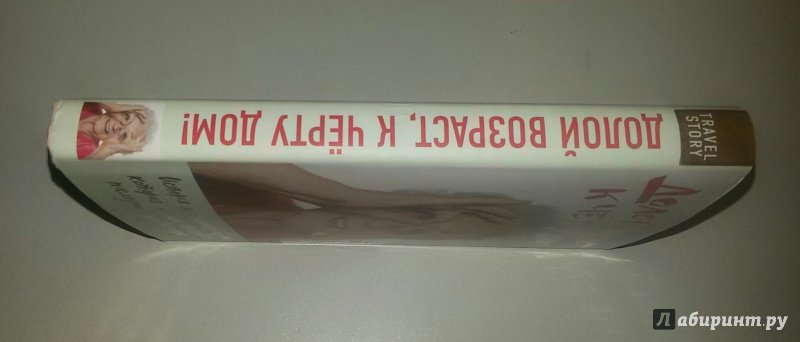 TRAVEL
STORY
ДОЛОЙ ВОЗРАСТ, К ЧЁРТУ ДОМ!
К
Лабиринт.ру